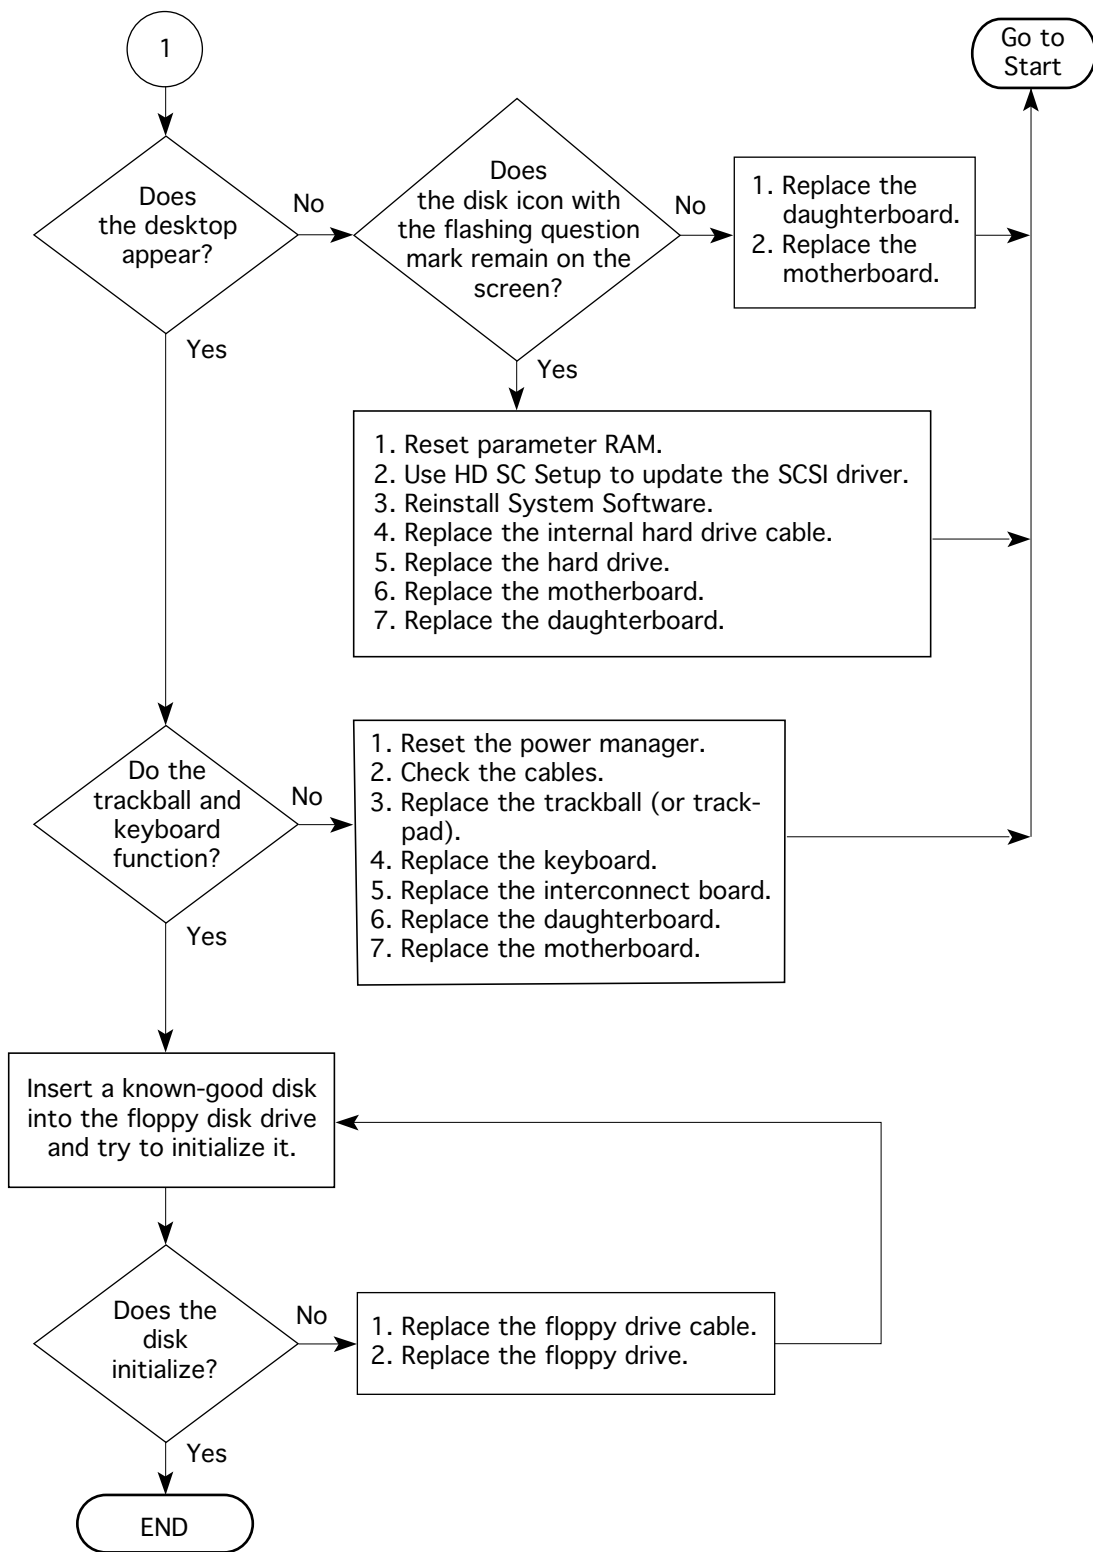 1
Go to
Start
Does
the desktop
appear?
No
Does
the disk icon with
the flashing question
mark remain on the
screen?
No
1. Replace the
daughterboard.
2. Replace the
motherboard.
Yes
Yes
1. Reset parameter RAM.
2. Use HD SC Setup to update the SCSI driver.
3. Reinstall System Software.
4. Replace the internal hard drive cable.
5. Replace the hard drive.
6. Replace the motherboard.
7. Replace the daughterboard.
Do the
trackball and
keyboard
function?
No
1. Reset the power manager.
2. Check the cables.
3. Replace the trackball (or track-
pad).
4. Replace the keyboard.
5. Replace the interconnect board.
6. Replace the daughterboard.
7. Replace the motherboard.
Yes
Insert a known-good disk
into the floppy disk drive
and try to initialize it.
Does the
disk
initialize?
No
1. Replace the floppy drive cable.
2. Replace the floppy drive.
Yes
END